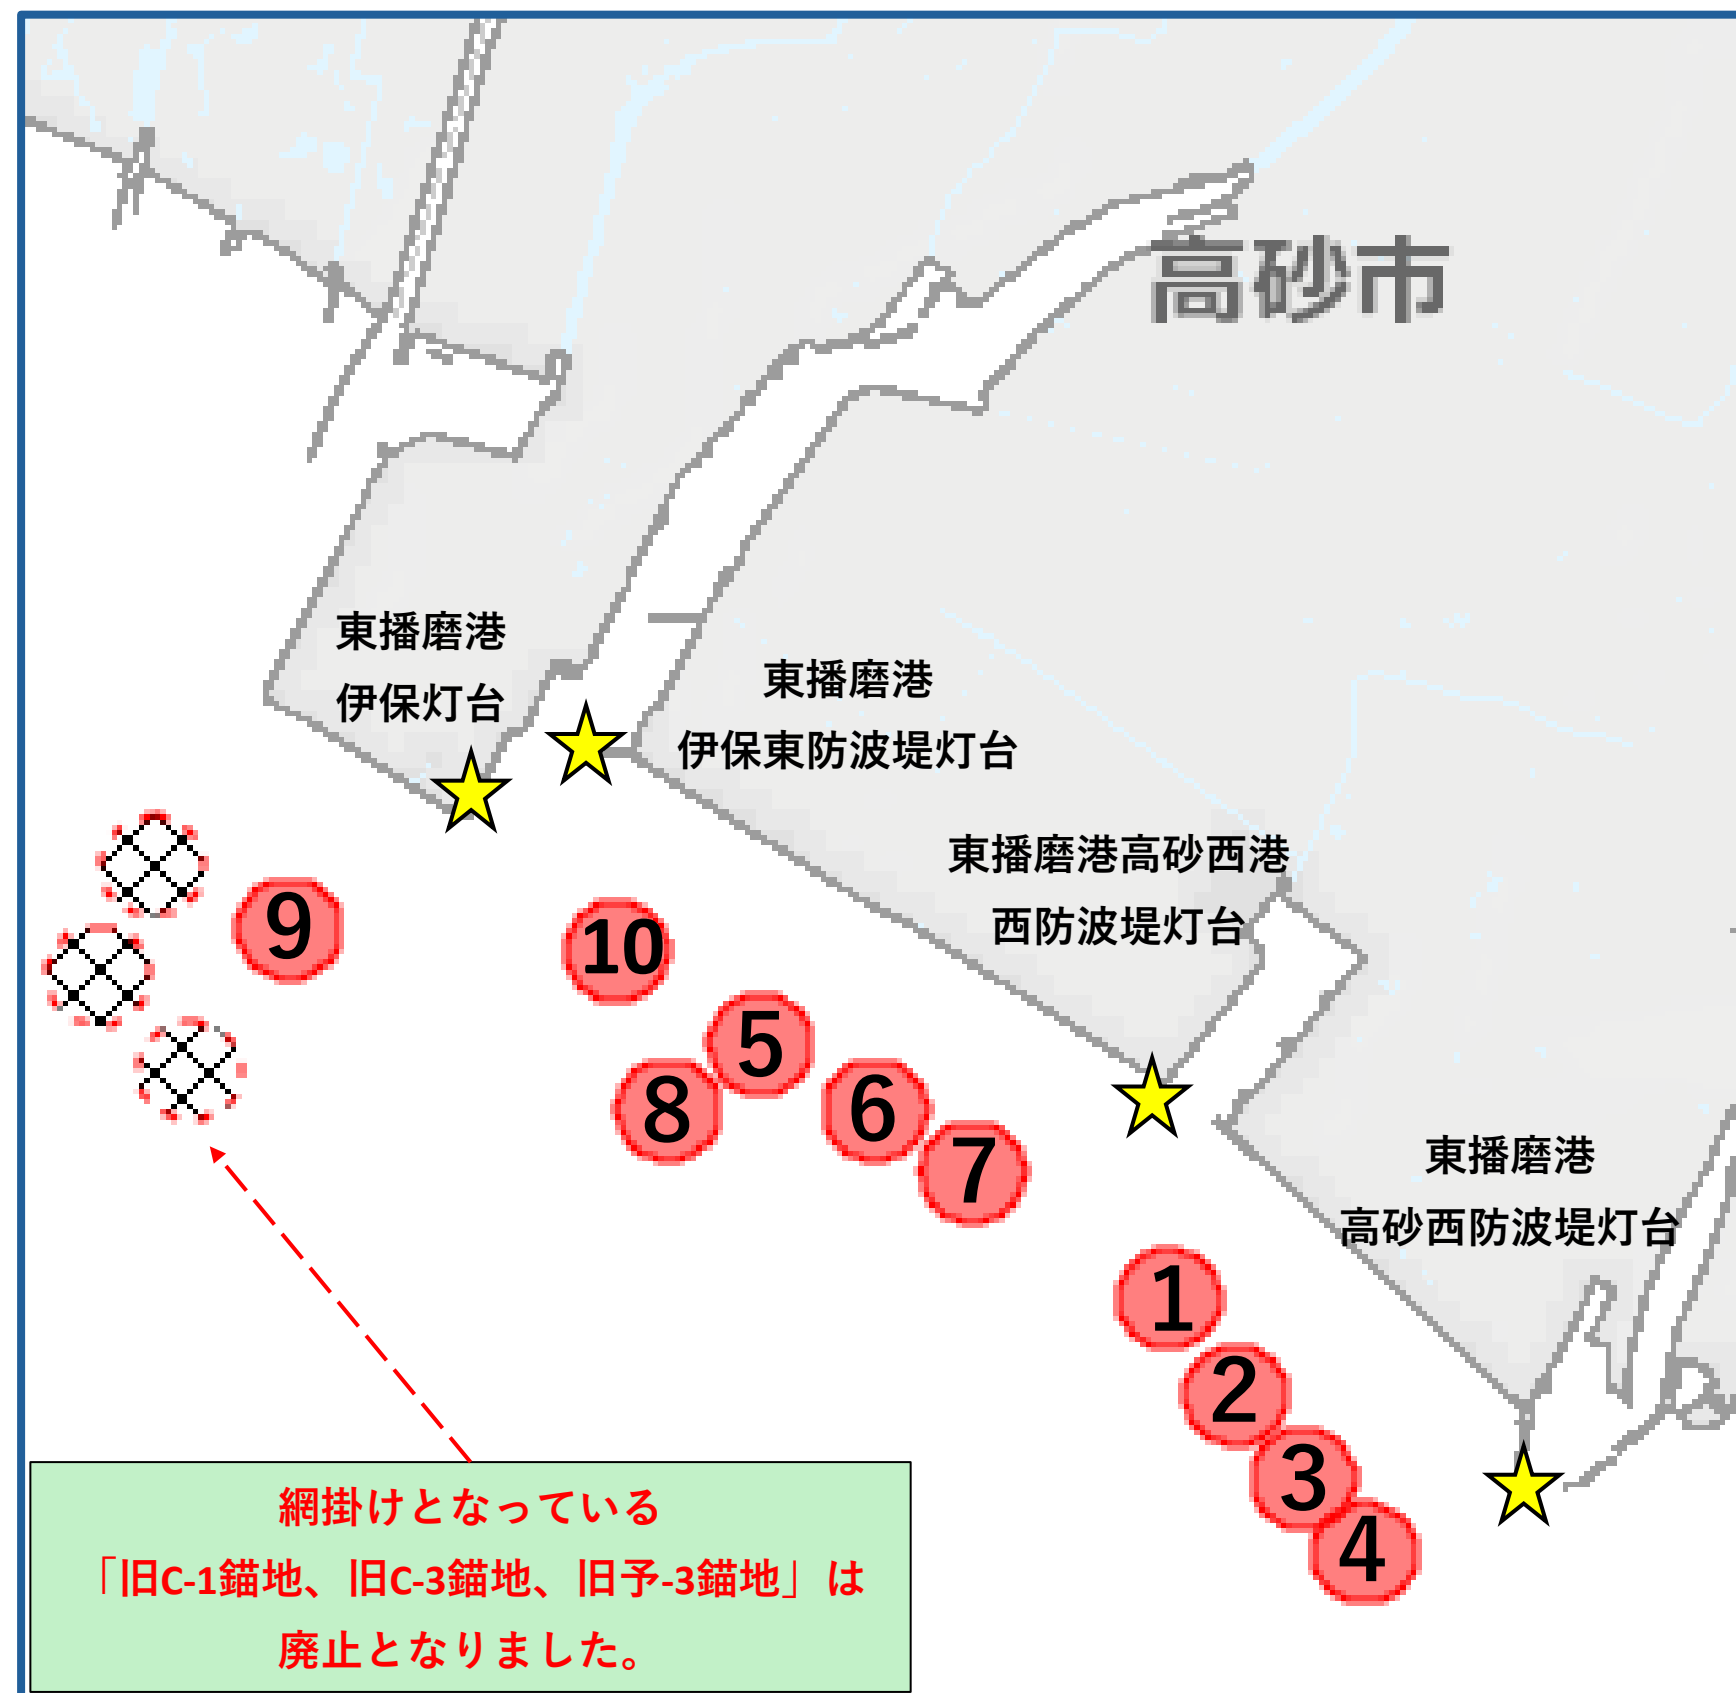 高砂市
東播磨港
伊保灯台
東播磨港
伊保東防波堤灯台
東播磨港高砂西港
西防波堤灯台
9
10
5
8
6
7
東播磨港
高砂西防波堤灯台
1
2
3
4
網掛けとなっている
「旧C-1錨地、旧C-3錨地、旧予-3錨地」は
廃止となりました。